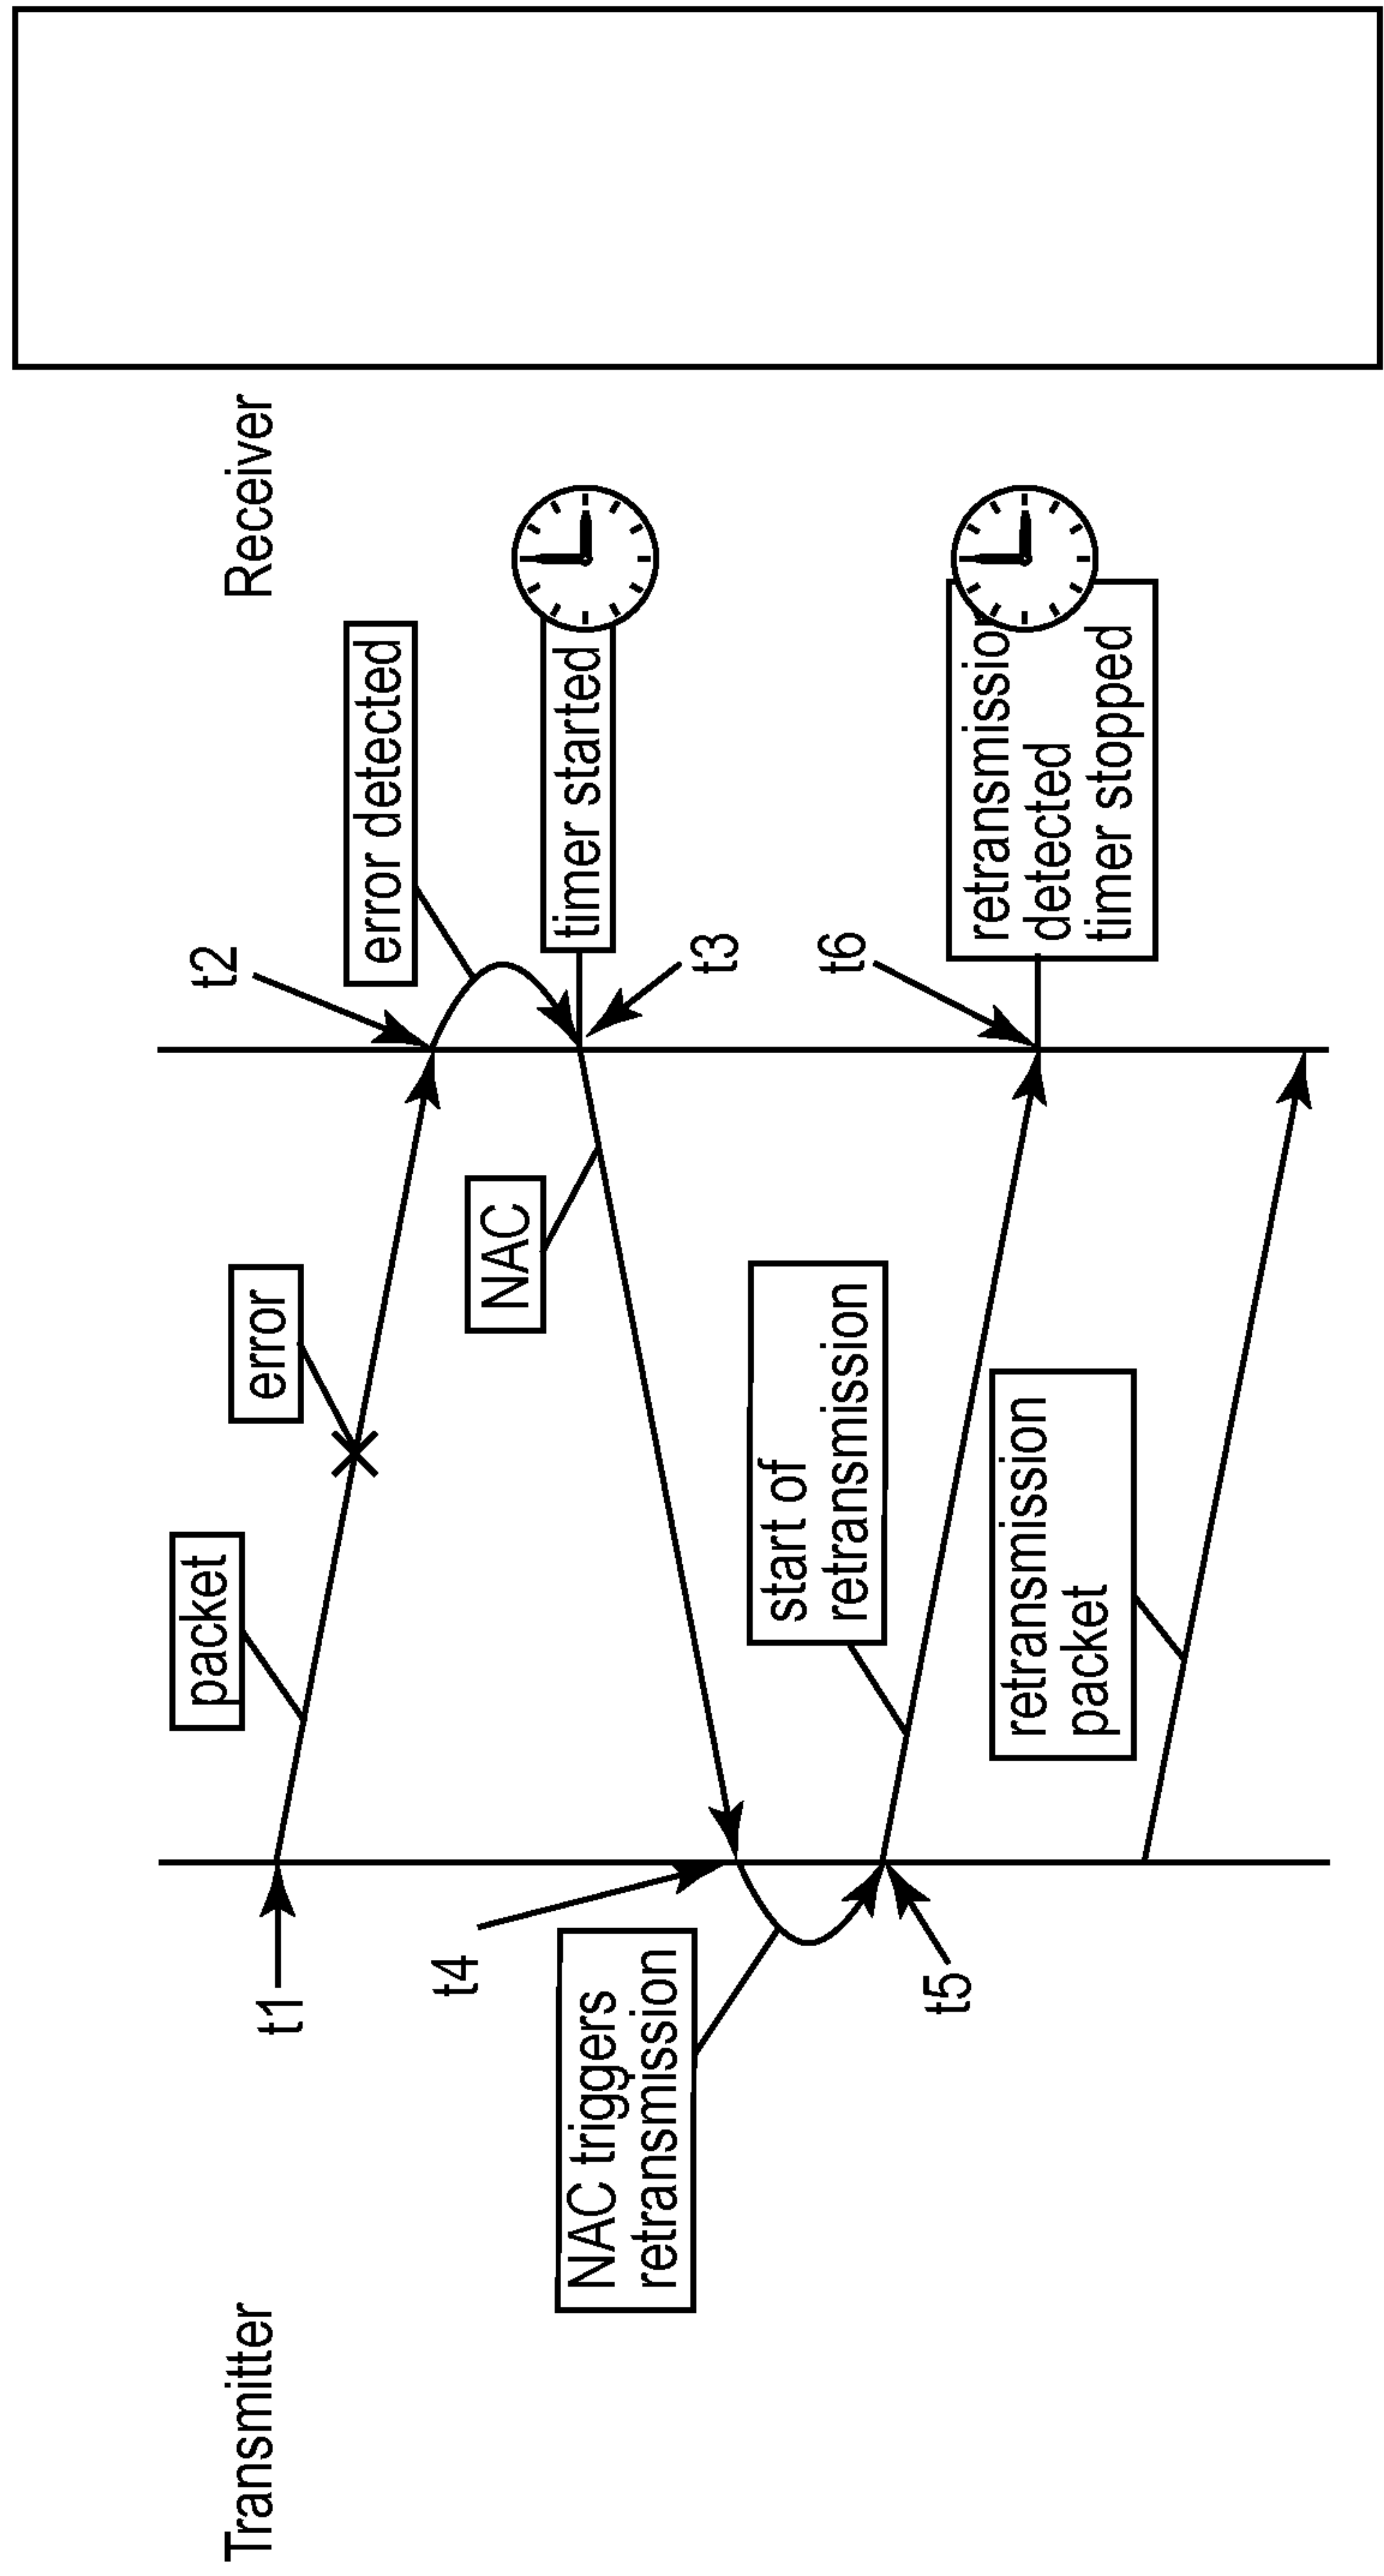 Transmitter
Receiver
t1
packet
error
t2
error detected
NAC
timer started
t3
t4
NAC triggers
retransmission
start of
retransmission
t5
t6
retransmission
detected
timer stopped
retransmission
packet